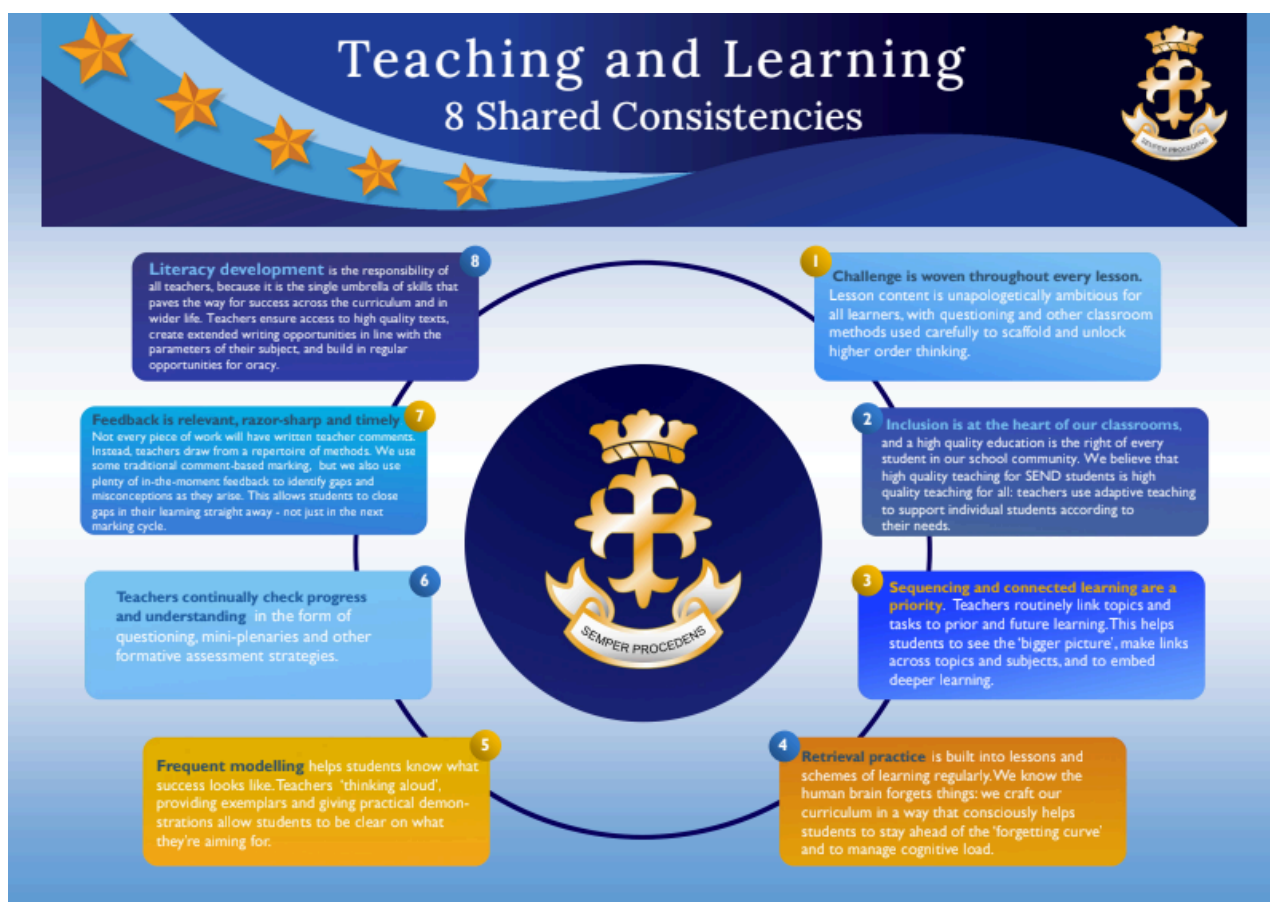 Teaching and Learning
8 Shared Consistencies
SEMPER PROCEDENS
1
Challenge is woven throughout every lesson.
Lesson content is unapologetically ambitious for
all learners, with questioning and other classroom
methods used carefully to scaffold and unlock
higher order thinking.
2
Inclusion is at the heart of our classrooms,
and a high quality education is the right of every
student in our school community. We believe that
high quality teaching for SEND students is high
quality teaching for all: teachers use adaptive teaching
to support individual students according to
their needs.
3
Sequencing and connected learning are a
priority. Teachers routinely link topics and
tasks to prior and future learning. This helps
students to see the ‘bigger picture’, make links
across topics and subjects, and to embed
deeper learning.
4
Retrieval practice is built into lessons and
schemes of learning regularly. We know the
human brain forgets things: we craft our
curriculum in a way that consciously helps
students to stay ahead of the ‘forgetting curve’
and to manage cognitive load.
5
Frequent modelling helps students know what
success looks like. Teachers ‘thinking aloud’,
providing exemplars and giving practical demon-
strations allow students to be clear on what
they're aiming for.
6
Teachers continually check progress
and understanding in the form of
questioning, mini-plenaries and other
formative assessment strategies.
7
Feedback is relevant, razor-sharp and timely
Not every piece of work will have written teacher comments.
Instead, teachers draw from a repertoire of methods. We use
some traditional comment-based marking, but we also use
plenty of in-the-moment feedback to identify gaps and
misconceptions as they arise. This allows students to close
gaps in their learning straight away - not just in the next
marking cycle.
8
Literacy development is the responsibility of
all teachers, because it is the single umbrella of skills that
paves the way for success across the curriculum and in
wider life. Teachers ensure access to high quality texts,
create extended writing opportunities in line with the
parameters of their subject, and build in regular
opportunities for oracy.
SEMPER PROCEDENS